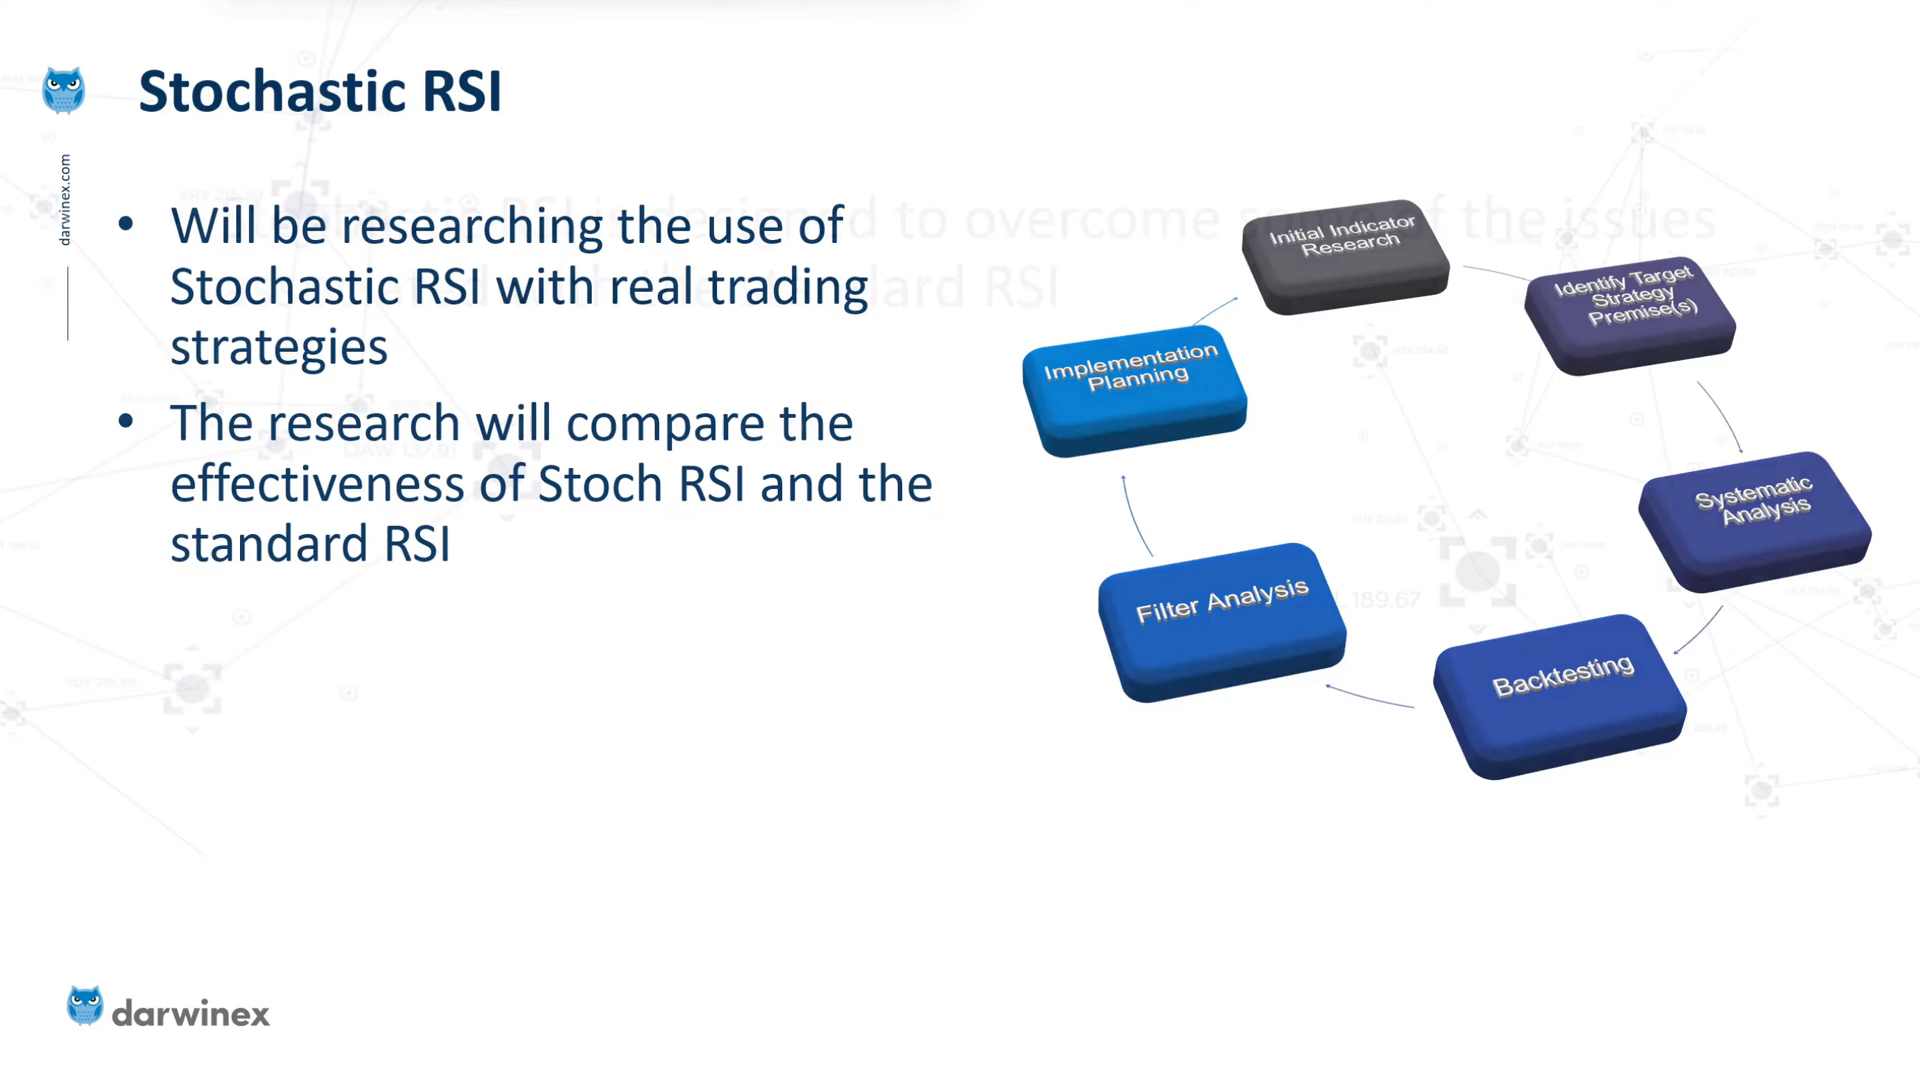 Stochastic RSI
darwinex.com
• Will be researching the use of
Stochastic RSI with real trading
strategies
• The research will compare the
effectiveness of Stoch RSI and the
standard RSI
Initial Indicator
Research
Identify Target
Strategy
Premise(s)
Systematic
Analysis
Backtesting
Filter Analysis
Implementation
Planning
189.67
darwinex